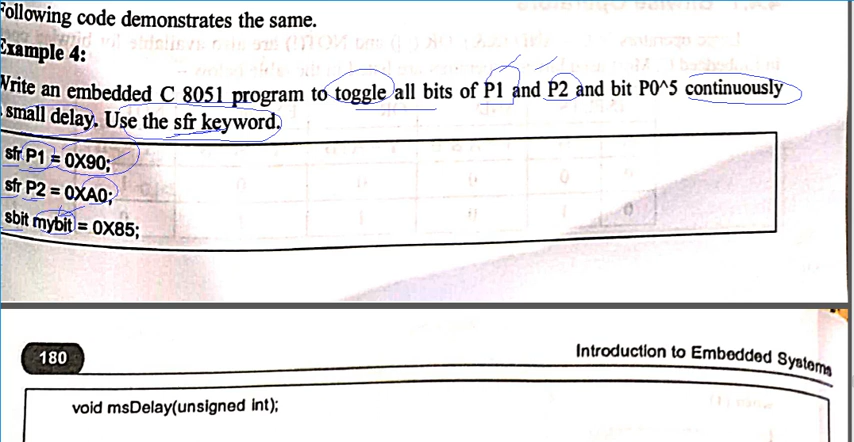 Following code demonstrates the same.
Example 4:
Write an embedded C 8051 program to toggle all bits of P1 and P2 and bit P0^5 continuously
small delay. Use the sfr keyword.
sfr P1 = 0X90;
sfr P2 = 0XA0;
sbit mybit = 0X85;
180
Introduction to Embedded Systems
void msDelay(unsigned int);